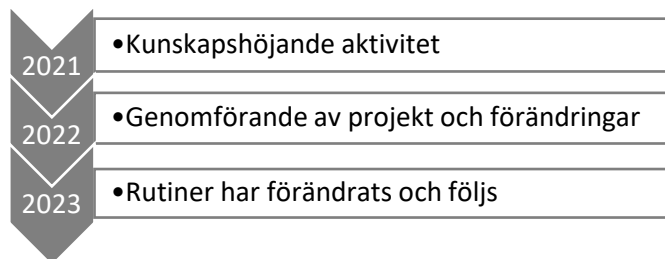 2021
•Kunskapshöjande aktivitet
2022
•Genomförande av projekt och förändringar
2023
•Rutiner har förändrats och följs